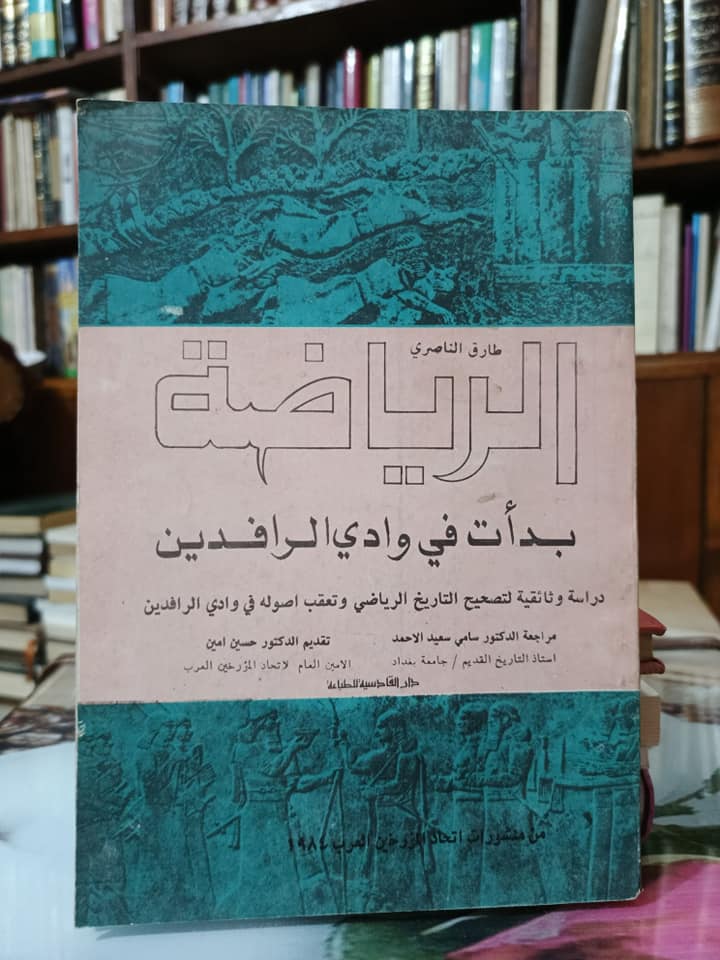 طارق الناصري
الرياضة
بدأت في وادي الرافدين
دراسة وثائقية لتصحيح التاريخ الرياضي وتعقب اصوله في وادي الرافدين
مراجعة الدكتور سامي سعيد الاحمد
استاذ التاريخ القديم / جامعة بغداد
تقديم الدكتور حسين امين
الامين العام لاتحاد المؤرخين العرب
دار القادسية للطباعة
من منشورات اتحاد المؤرخين العرب ١٩٨٤